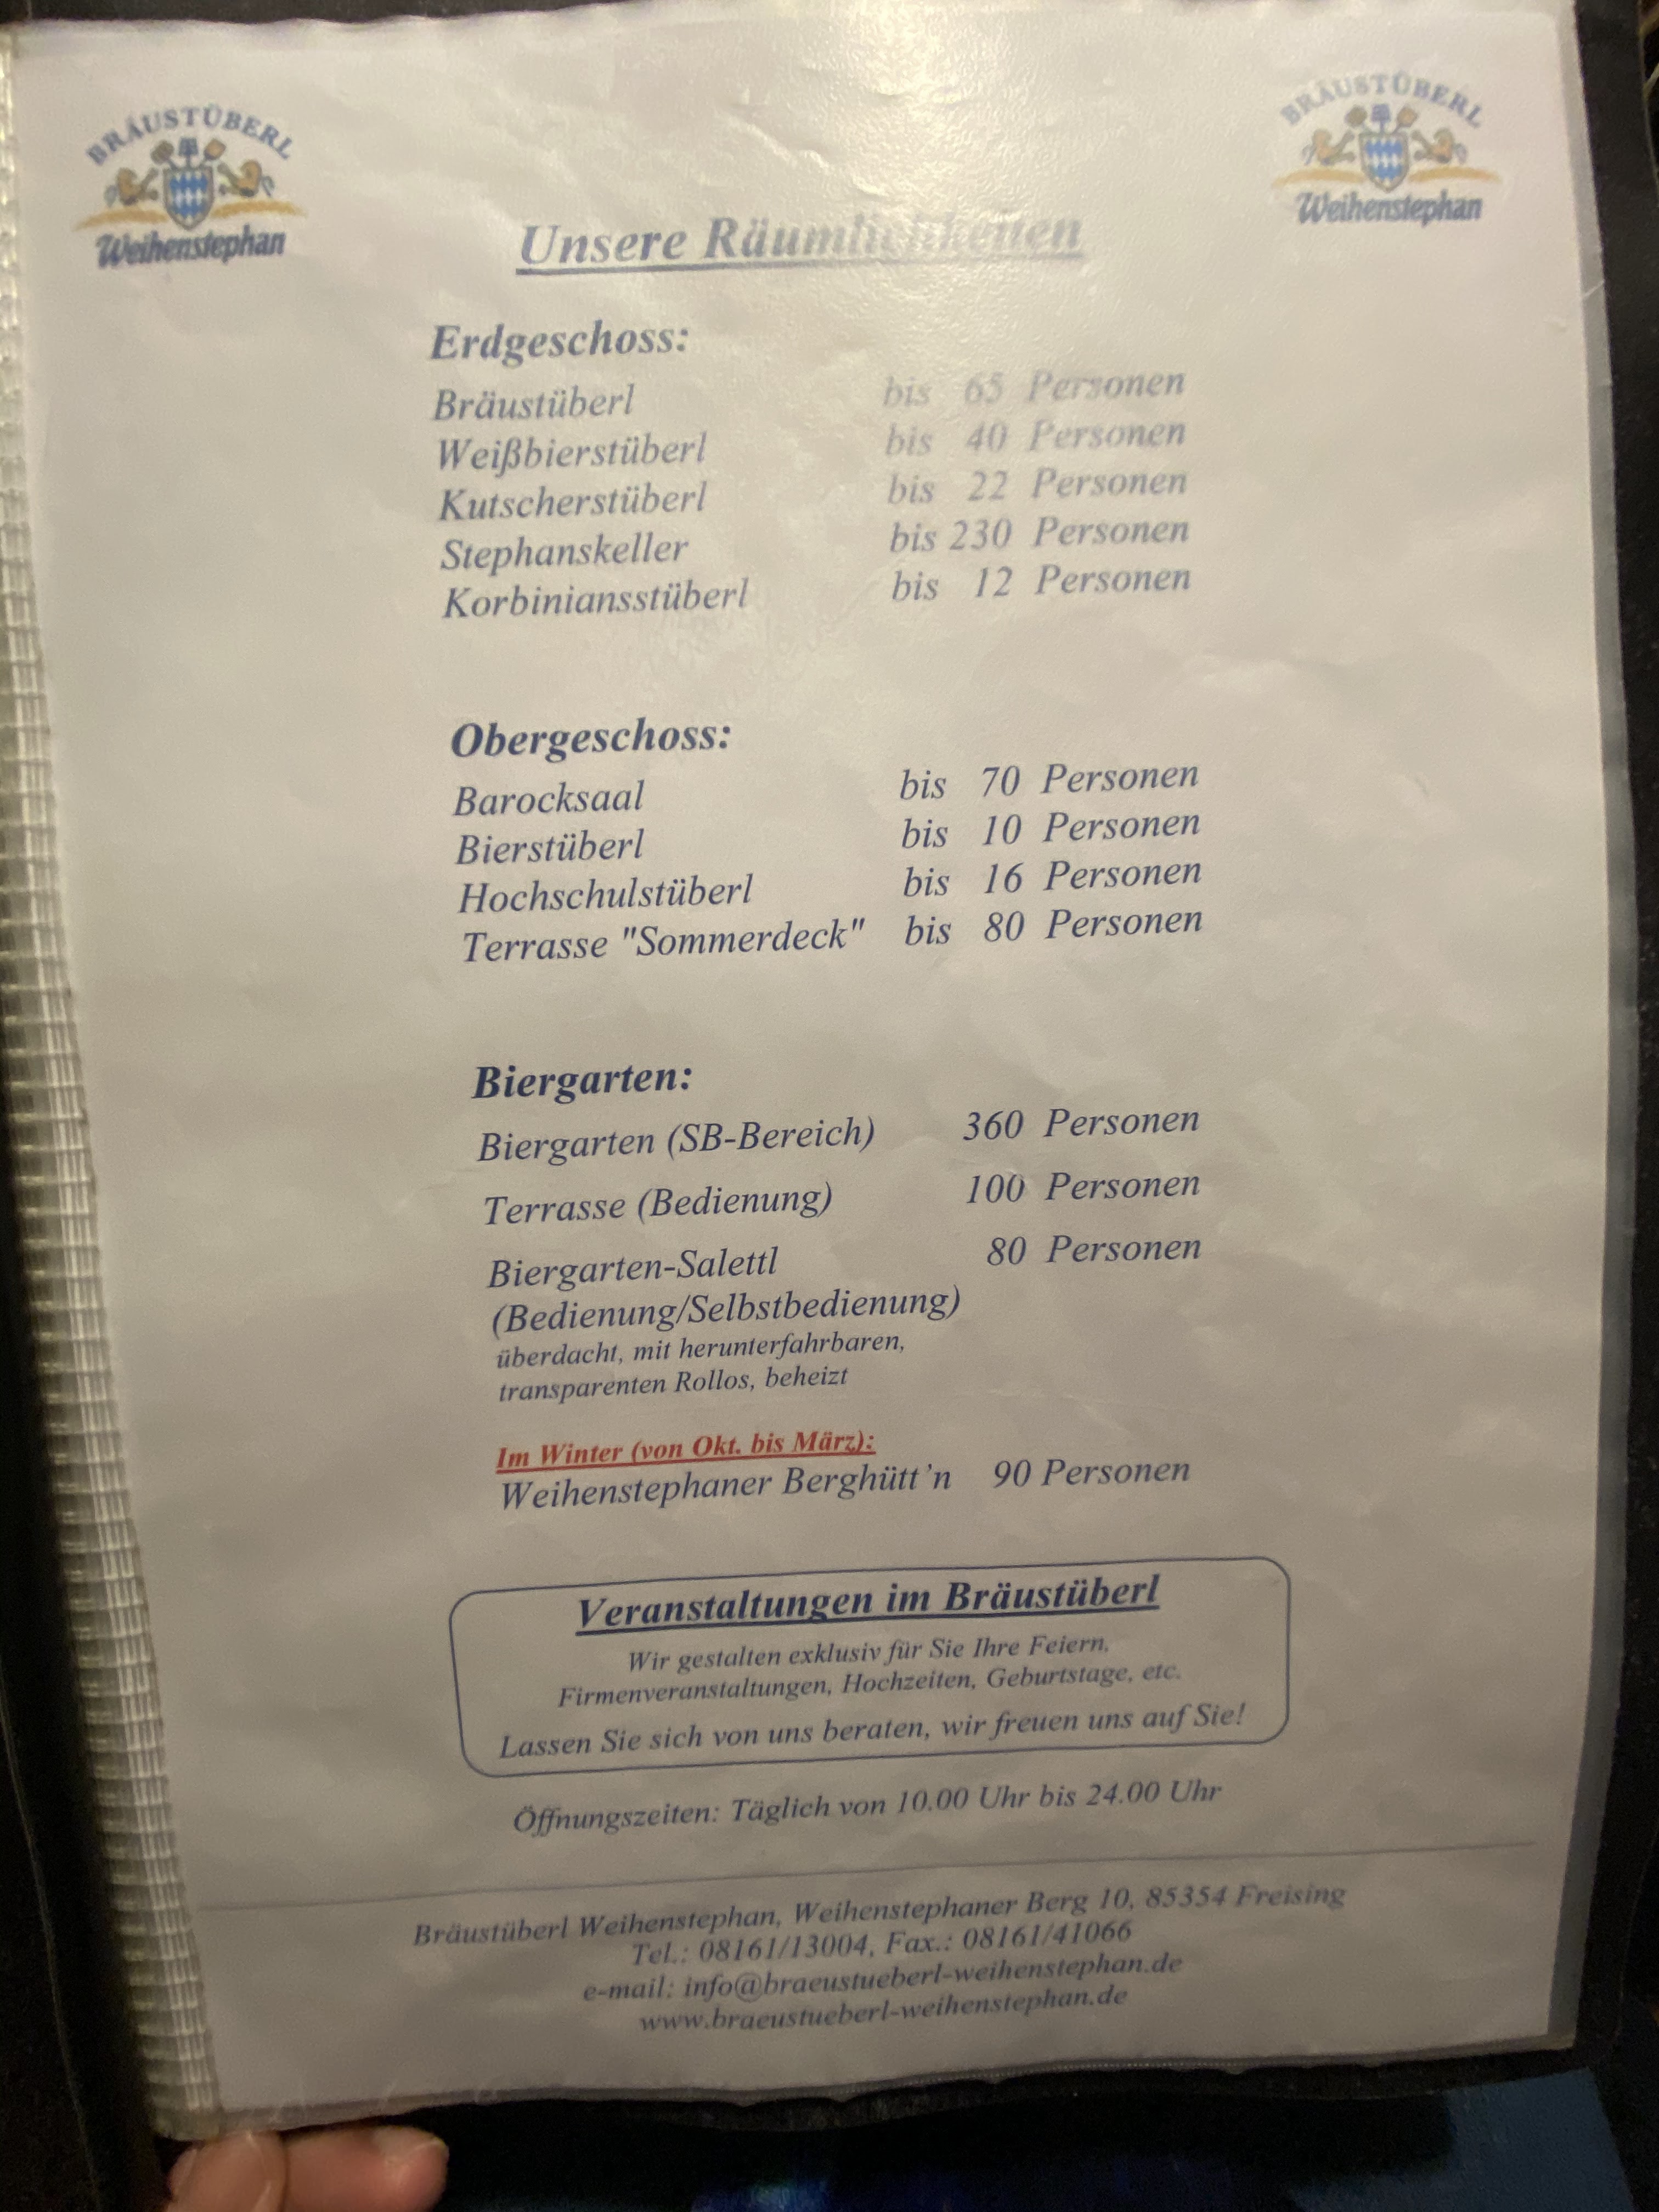 BRÄUSTÜBERL
Weihenstephan
BRÄUSTÜBERL
Weihenstephan
Unsere Räumlichkeiten
Erdgeschoss:
Bräustüberl bis 65 Personen
Weißbierstüberl bis 40 Personen
Kutscherstüberl bis 22 Personen
Stephanskeller bis 230 Personen
Korbiniansstüberl bis 12 Personen
Obergeschoss:
Barocksaal bis 70 Personen
Bierstüberl bis 10 Personen
Hochschulstüberl bis 16 Personen
Terrasse "Sommerdeck" bis 80 Personen
Biergarten:
Biergarten (SB-Bereich) 360 Personen
Terrasse (Bedienung) 100 Personen
Biergarten-Salettl 80 Personen
(Bedienung/Selbstbedienung)
überdacht, mit herunterfahrbaren,
transparenten Rollos, beheizt
Im Winter (von Okt. bis März):
Weihenstephaner Berghütt'n 90 Personen
Veranstaltungen im Bräustüberl
Wir gestalten exklusiv für Sie Ihre Feiern,
Firmenveranstaltungen, Hochzeiten, Geburtstage, etc.
Lassen Sie sich von uns beraten, wir freuen uns auf Sie!
Öffnungszeiten: Täglich von 10.00 Uhr bis 24.00 Uhr
Bräustüberl Weihenstephan, Weihenstephaner Berg 10, 85354 Freising
Tel.: 08161/13004, Fax.: 08161/41066
e-mail: info@braeustueberl-weihenstephan.de
www.braeustueberl-weihenstephan.de